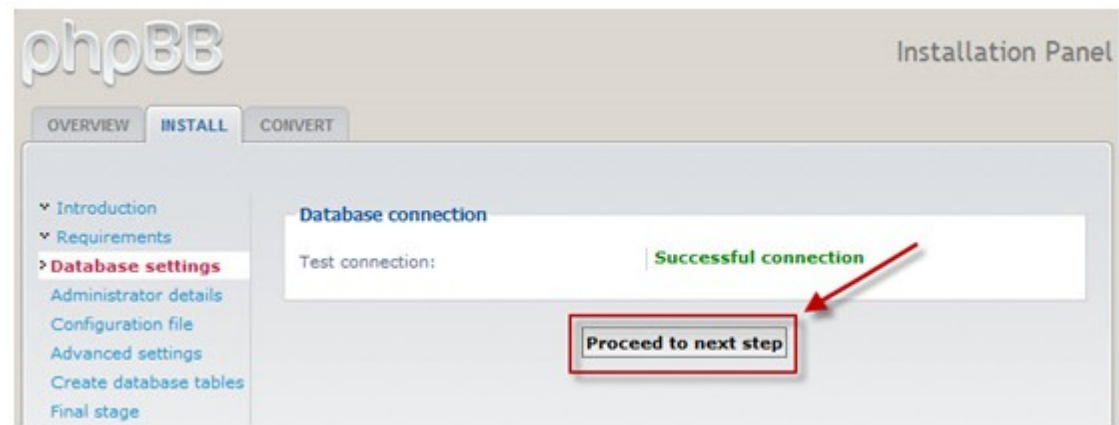 phpBB
Installation Panel
OVERVIEW INSTALL CONVERT
Introduction
Requirements
Database settings
Administrator details
Configuration file
Advanced settings
Create database tables
Final stage
Database connection
Test connection: Successful connection
Proceed to next step